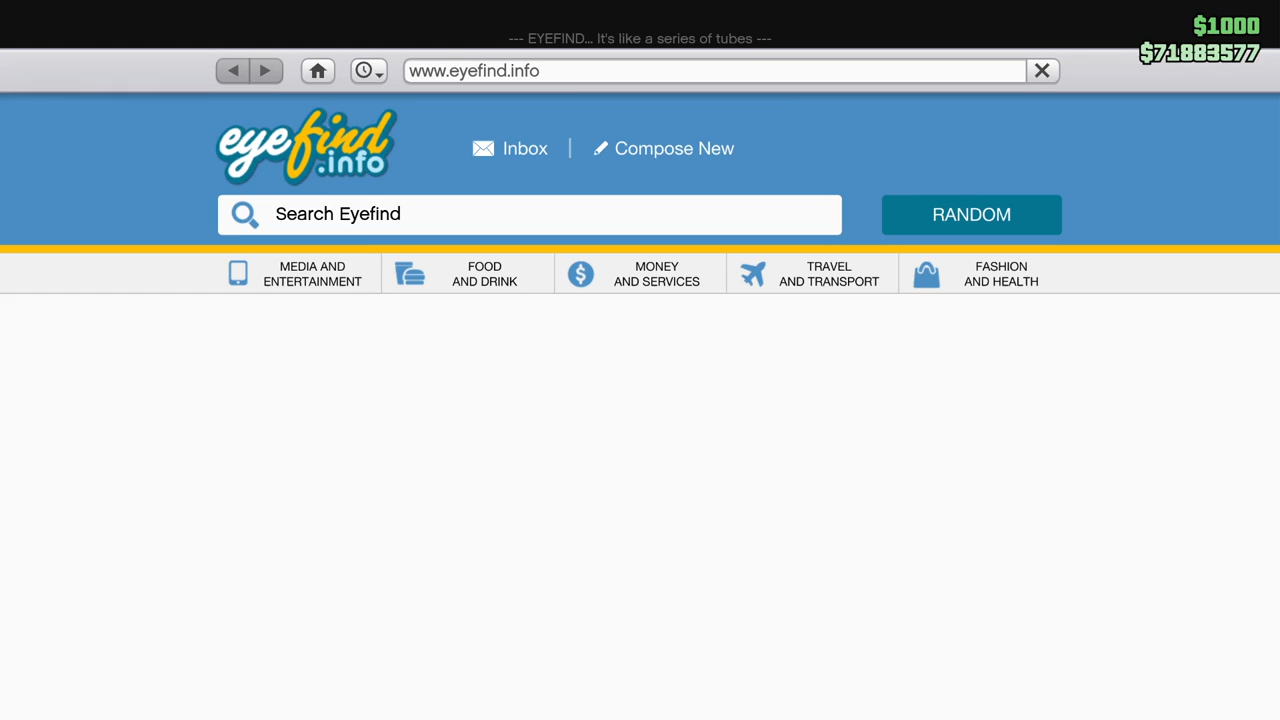 --- EYEFIND... It's like a series of tubes ---
$1000
$71883577
www.eyefind.info
eyefind
.info
Inbox
Compose New
Search Eyefind
RANDOM
MEDIA AND
ENTERTAINMENT
FOOD
AND DRINK
MONEY
AND SERVICES
TRAVEL
AND TRANSPORT
FASHION
AND HEALTH